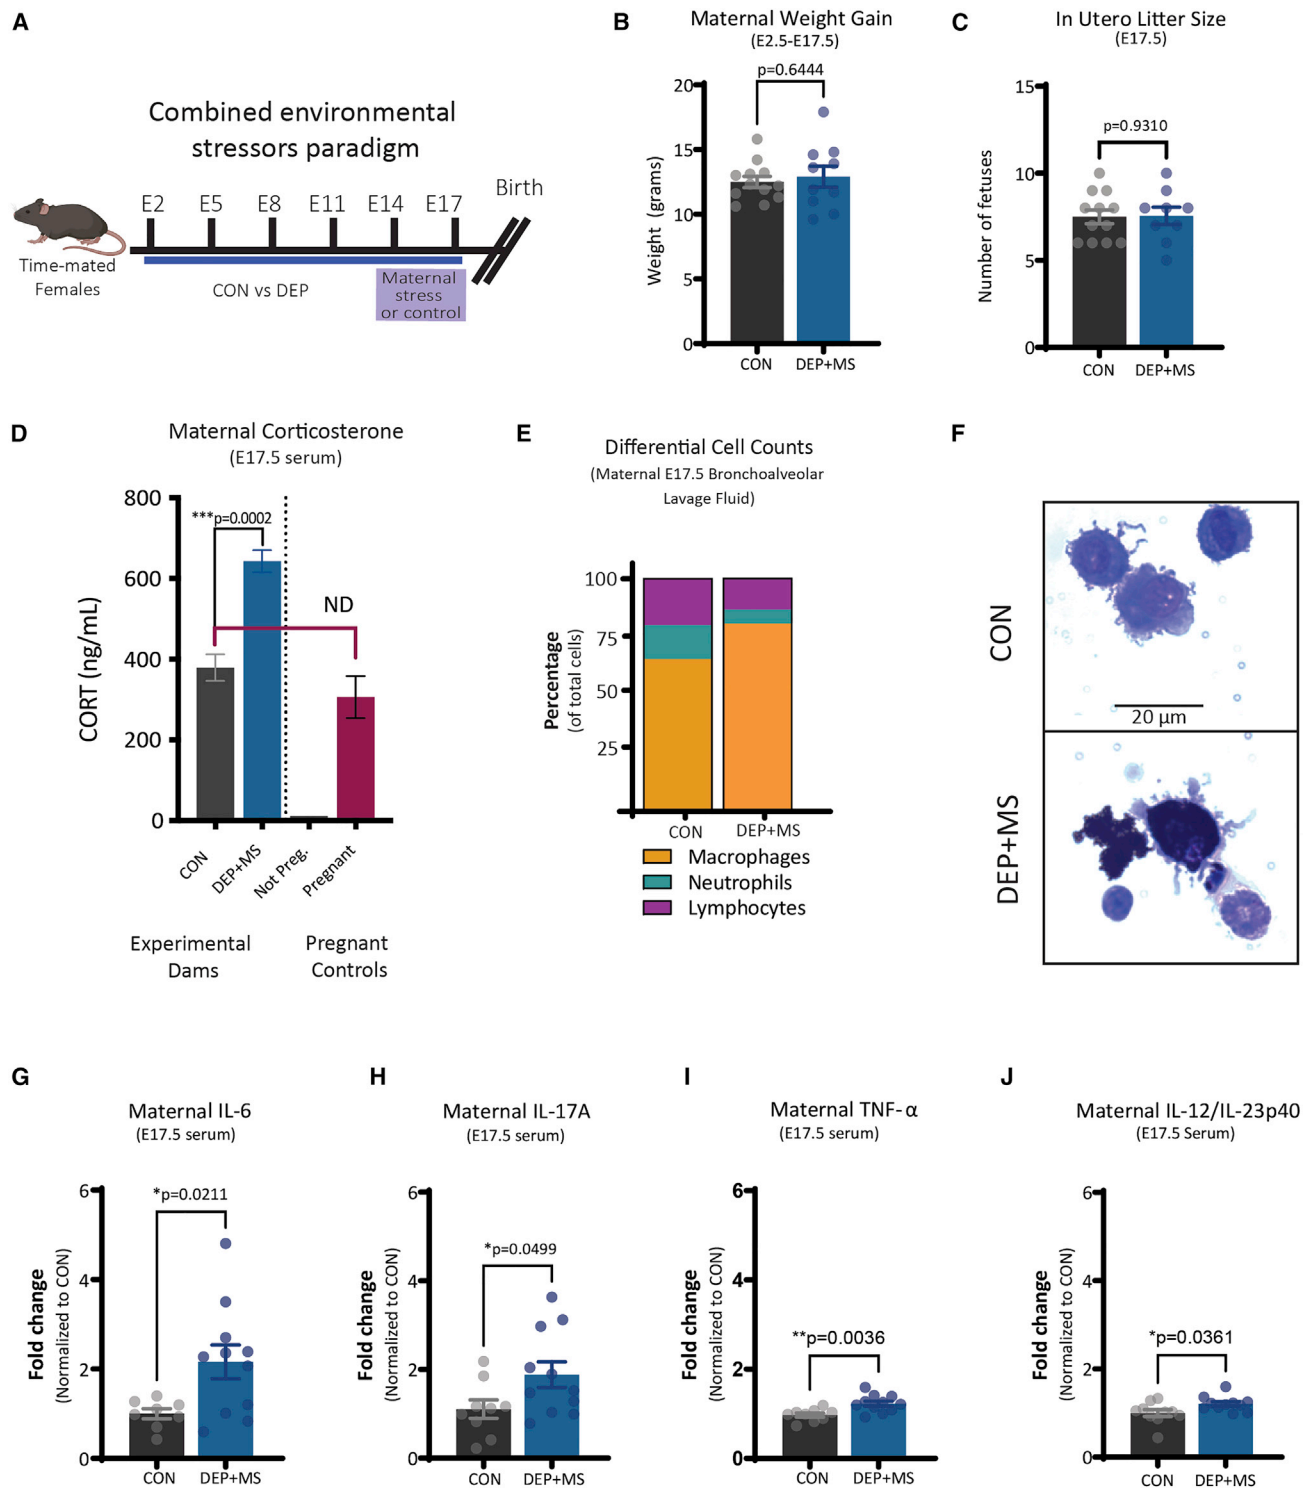 A
Combined environmental
stressors paradigm
E2 E5 E8 E11 E14 E17
Birth
Time-mated
Females
CON vs DEP
Maternal
stress
or control
B
Maternal Weight Gain
(E2.5-E17.5)
p=0.6444
Weight (grams)
20
15
10
5
0
CON DEP+MS
C
In Utero Litter Size
(E17.5)
p=0.9310
Number of fetuses
15
10
5
0
CON DEP+MS
D
Maternal Corticosterone
(E17.5 serum)
***p=0.0002
ND
CORT (ng/mL)
800
600
400
200
0
CON DEP+MS Not Preg. Pregnant
Experimental
Dams
Pregnant
Controls
E
Differential Cell Counts
(Maternal E17.5 Bronchoalveolar
Lavage Fluid)
Percentage
(of total cells)
100
75
50
25
CON DEP+MS
Macrophages
Neutrophils
Lymphocytes
F
CON
20 µm
DEP+MS
G
Maternal IL-6
(E17.5 serum)
*p=0.0211
Fold change
(Normalized to CON)
6
4
2
0
CON DEP+MS
H
Maternal IL-17A
(E17.5 serum)
*p=0.0499
Fold change
(Normalized to CON)
6
4
2
0
CON DEP+MS
I
Maternal TNF-α
(E17.5 serum)
**p=0.0036
Fold change
(Normalized to CON)
6
4
2
0
CON DEP+MS
J
Maternal IL-12/IL-23p40
(E17.5 Serum)
*p=0.0361
Fold change
(Normalized to CON)
6
4
2
0
CON DEP+MS